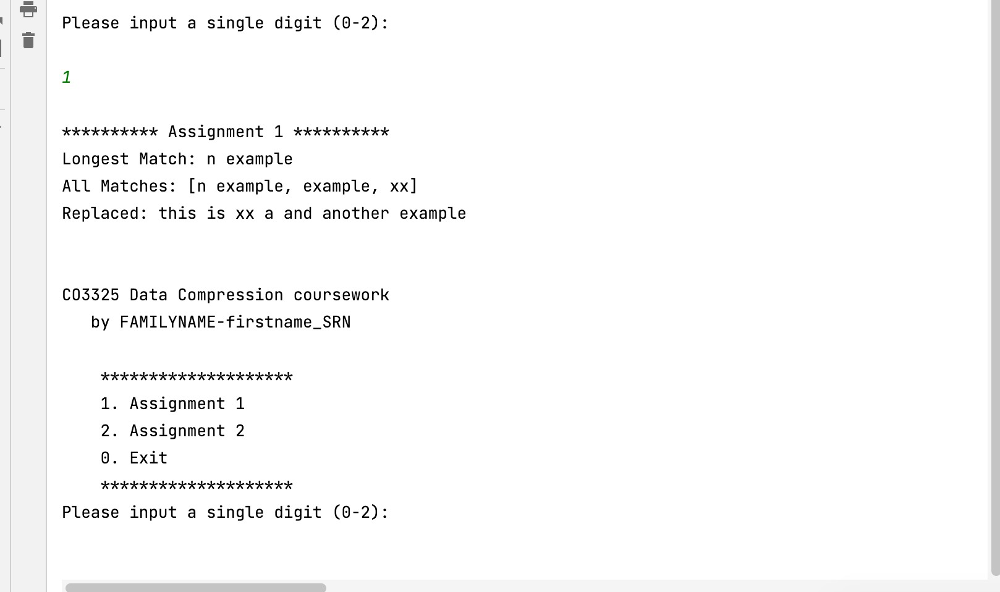 Please input a single digit (0-2):
1
********** Assignment 1 **********
Longest Match: n example
All Matches: [n example, example, xx]
Replaced: this is xx a and another example
CO3325 Data Compression coursework
by FAMILYNAME-firstname_SRN
********************
1. Assignment 1
2. Assignment 2
0. Exit
********************
Please input a single digit (0-2):